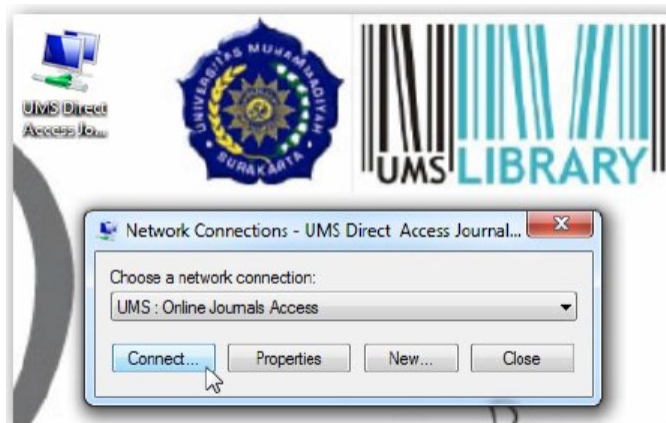 UMS Direct
Access Jo...
UNIVERSITAS MUHAMMADIYAH
SURAKARTA
UMS LIBRARY
Network Connections - UMS Direct Access Journal...
Choose a network connection:
UMS : Online Journals Access
Connect...
Properties
New...
Close